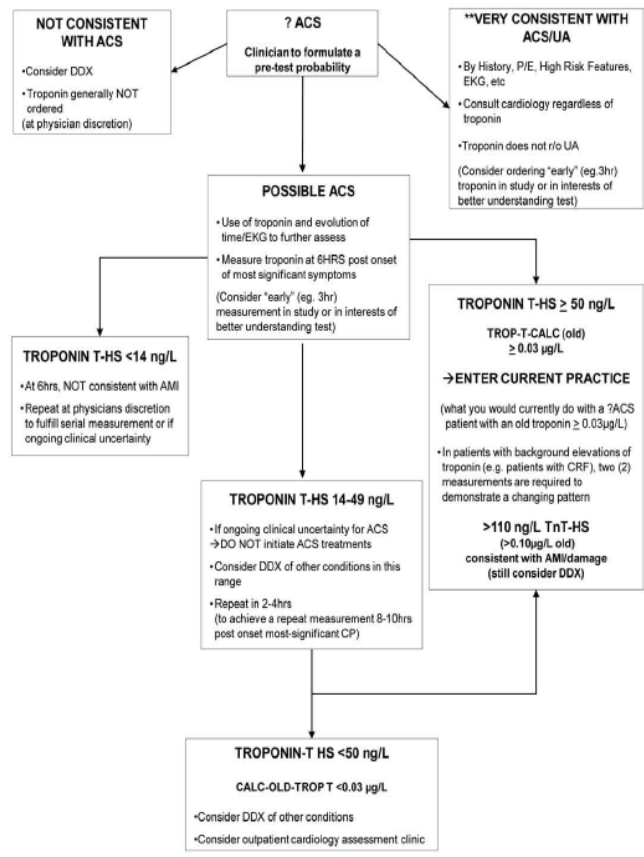 NOT CONSISTENT
WITH ACS
•Consider DDX
•Troponin generally NOT
ordered
(at physician discretion)
? ACS
Clinician to formulate a
pre-test probability
**VERY CONSISTENT WITH
ACS/UA
•By History, P/E, High Risk Features,
EKG, etc
•Consult cardiology regardless of
troponin
•Troponin does not r/o UA
(Consider ordering "early" (eg.3hr)
troponin in study or in interests of
better understanding test)
POSSIBLE ACS
•Use of troponin and evolution of
time/EKG to further assess
•Measure troponin at 6HRS post onset
of most significant symptoms
(Consider "early" (eg. 3hr)
measurement in study or in interests of
better understanding test)
TROPONIN T-HS <14 ng/L
•At 6hrs, NOT consistent with AMI
•Repeat at physicians discretion
to fulfill serial measurement or if
ongoing clinical uncertainty
TROPONIN T-HS ≥ 50 ng/L
TROP-T-CALC (old)
≥ 0.03 µg/L
→ENTER CURRENT PRACTICE
(what you would currently do with a ?ACS
patient with an old troponin ≥ 0.03µg/L)
•In patients with background elevations of
troponin (e.g. patients with CRF), two (2)
measurements are required to
demonstrate a changing pattern
>110 ng/L TnT-HS
(>0.10µg/L old)
consistent with AMI/damage
(still consider DDX)
TROPONIN T-HS 14-49 ng/L
•If ongoing clinical uncertainty for ACS
→DO NOT initiate ACS treatments
•Consider DDX of other conditions in this
range
•Repeat in 2-4hrs
(to achieve a repeat measurement 8-10hrs
post onset most-significant CP)
TROPONIN-T HS <50 ng/L
CALC-OLD-TROP T <0.03 µg/L
•Consider DDX of other conditions
•Consider outpatient cardiology assessment clinic